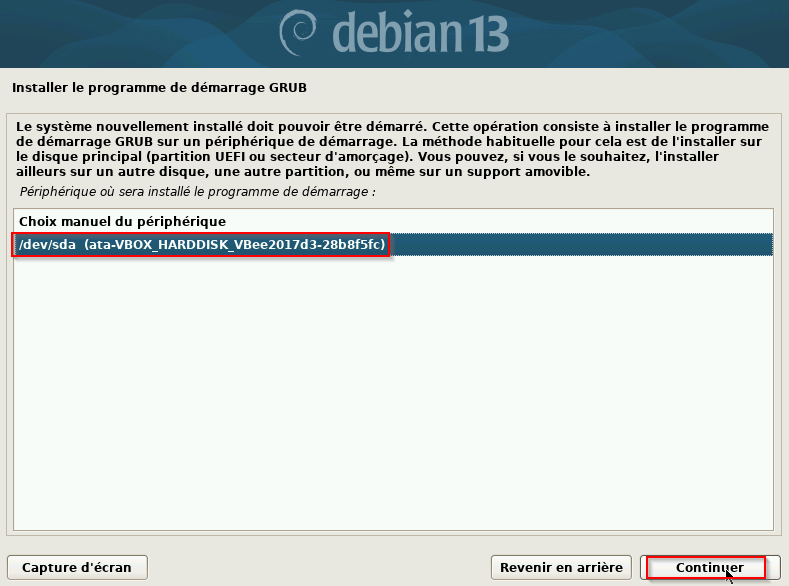 debian 13
Installer le programme de démarrage GRUB
Le système nouvellement installé doit pouvoir être démarré. Cette opération consiste à installer le programme
de démarrage GRUB sur un périphérique de démarrage. La méthode habituelle pour cela est de l'installer sur
le disque principal (partition UEFI ou secteur d'amorçage). Vous pouvez, si vous le souhaitez, l'installer
ailleurs sur un autre disque, une autre partition, ou même sur un support amovible.
Périphérique où sera installé le programme de démarrage :
Choix manuel du périphérique
/dev/sda  (ata-VBOX_HARDDISK_VBee2017d3-28b8f5fc)
Capture d'écran
Revenir en arrière
Continuer